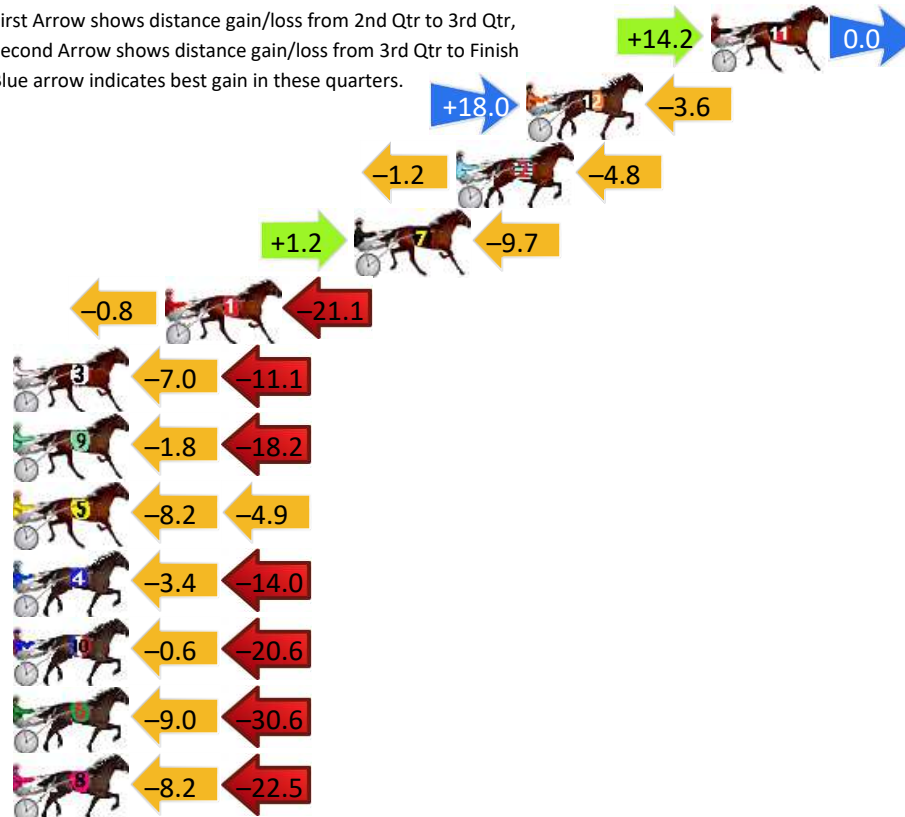 irst Arrow shows distance gain/loss from 2nd Qtr to 3rd Qtr,
econd Arrow shows distance gain/loss from 3rd Qtr to Finish
lue arrow indicates best gain in these quarters.
+14.2 11 0.0
+18.0 12 –3.6
–1.2 2 –4.8
+1.2 7 –9.7
–0.8 1 –21.1
3 –7.0 –11.1
9 –1.8 –18.2
5 –8.2 –4.9
4 –3.4 –14.0
10 –0.6 –20.6
6 –9.0 –30.6
8 –8.2 –22.5